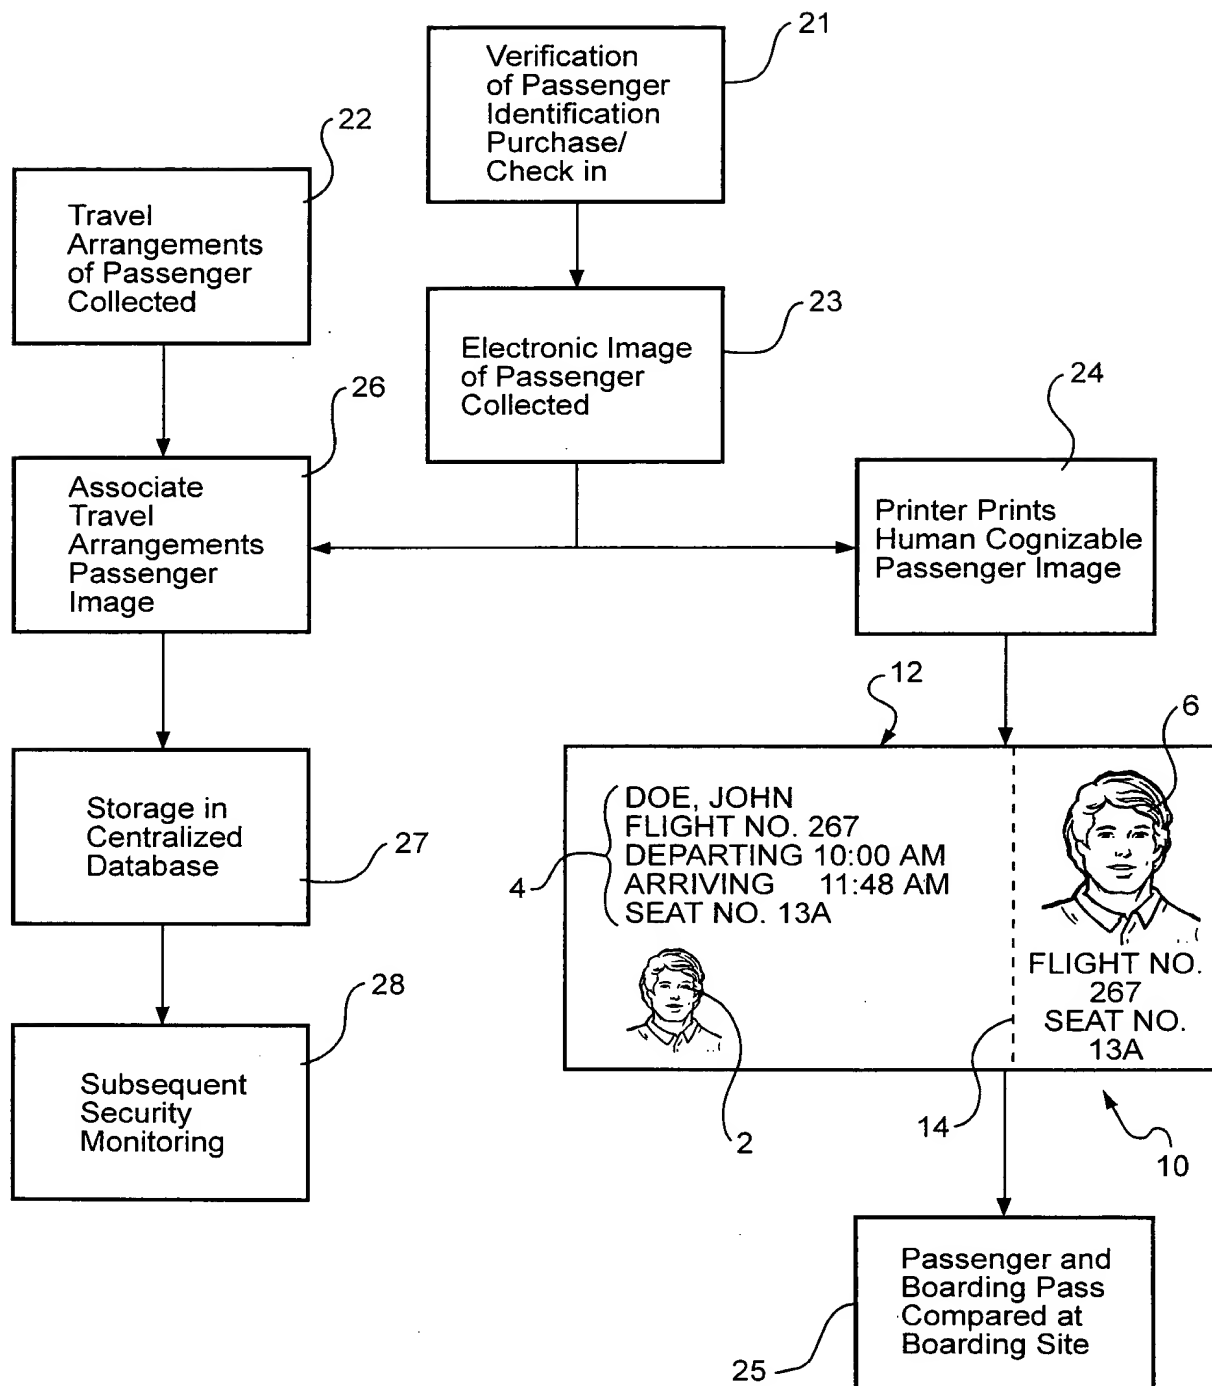 21
Verification
of Passenger
Identification
Purchase/
Check in
22
Travel
Arrangements
of Passenger
Collected
23
Electronic Image
of Passenger
Collected
26
Associate
Travel
Arrangements
Passenger
Image
24
Printer Prints
Human Cognizable
Passenger Image
12
6
4
DOE, JOHN
FLIGHT NO. 267
DEPARTING 10:00 AM
ARRIVING 11:48 AM
SEAT NO. 13A
FLIGHT NO.
267
SEAT NO.
13A
2
14
10
Storage in
Centralized
Database
27
28
Subsequent
Security
Monitoring
Passenger and
Boarding Pass
Compared at
Boarding Site
25